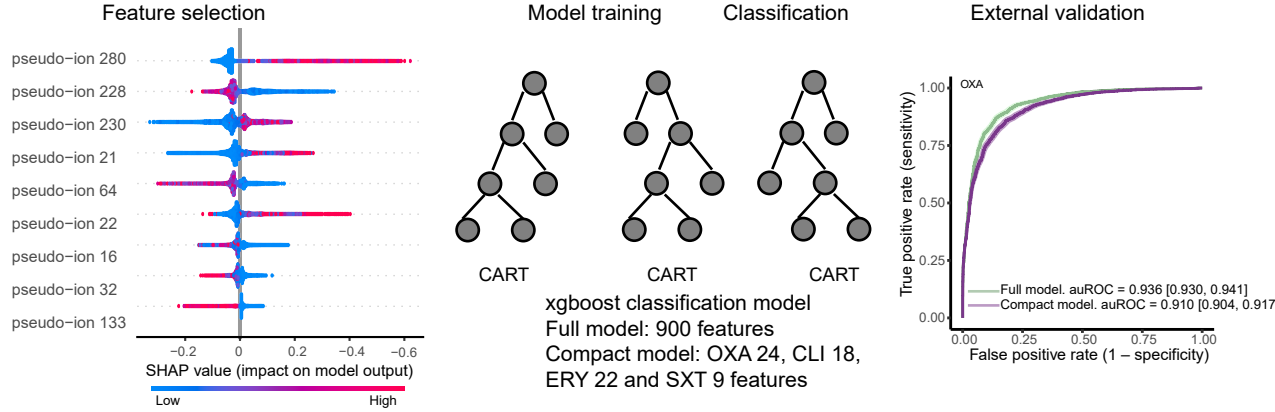 Feature selection
Model training
Classification
External validation
pseudo-ion 280
pseudo-ion 228
pseudo-ion 230
pseudo-ion 21
pseudo-ion 64
pseudo-ion 22
pseudo-ion 16
pseudo-ion 32
pseudo-ion 133
−0.2
0
0.2
−0.4
−0.6
SHAP value (impact on model output)
Low
High
CART
CART
CART
xgboost classification model
Full model: 900 features
Compact model: OXA 24, CLI 18,
ERY 22 and SXT 9 features
OXA
True positive rate (sensitivity)
1.00
0.75
0.50
0.25
0.00
Full model. auROC = 0.936 [0.930, 0.941]
Compact model. auROC = 0.910 [0.904, 0.917
0.00
0.25
0.50
0.75
1.00
False positive rate (1 − specificity)